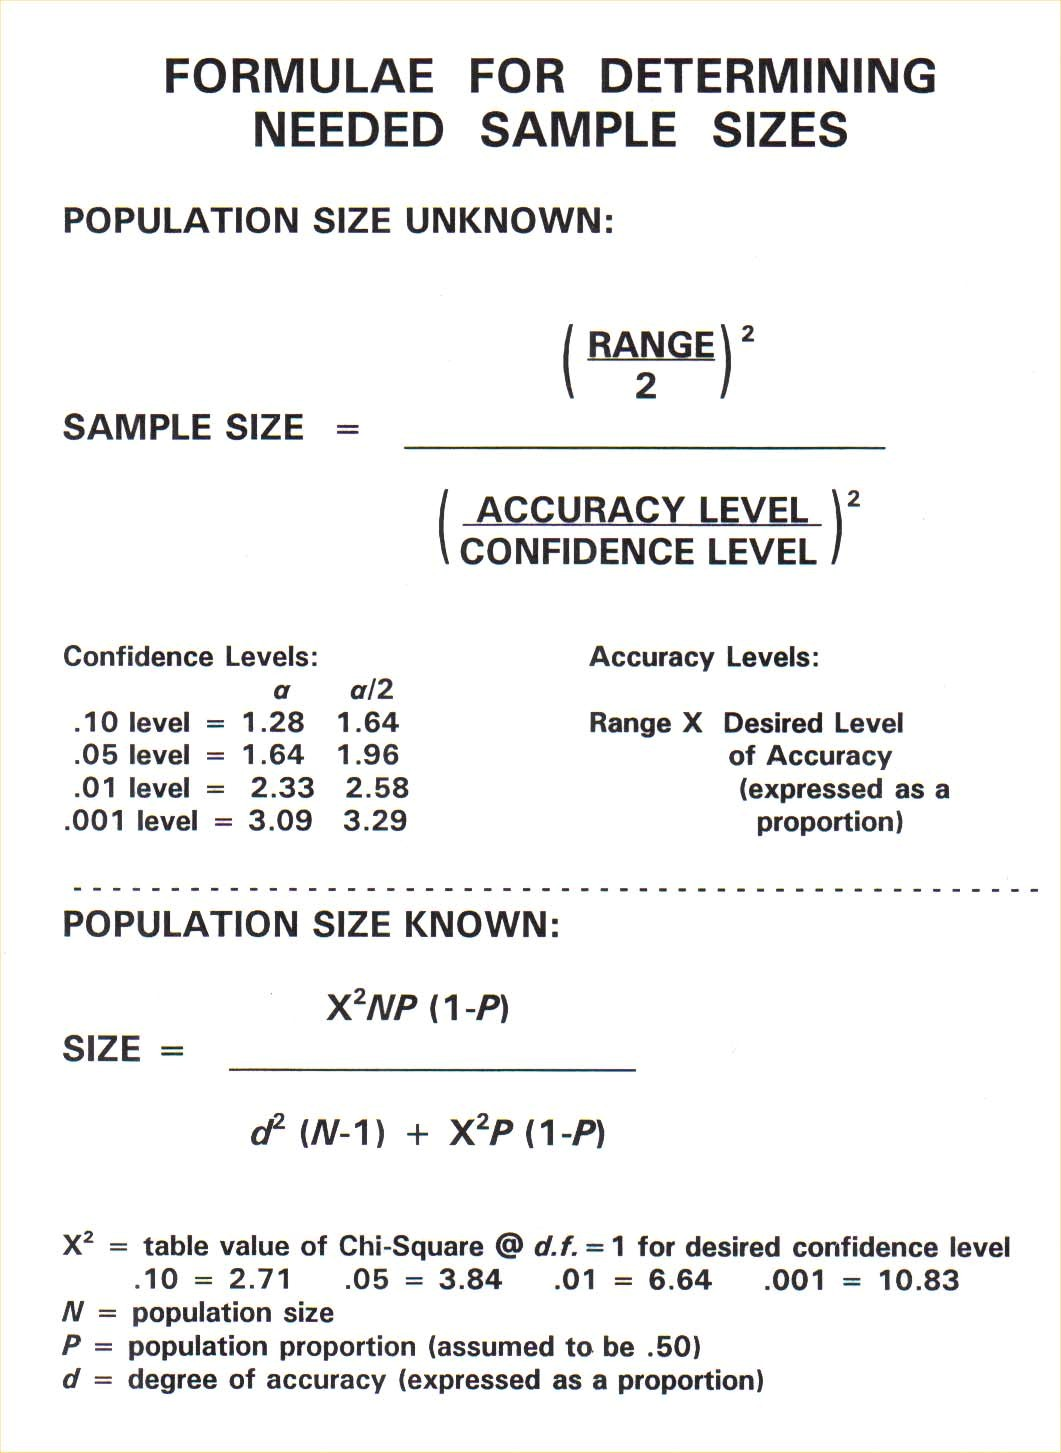 FORMULAE FOR DETERMINING
NEEDED SAMPLE SIZES
POPULATION SIZE UNKNOWN:
SAMPLE SIZE = (RANGE/2)² / (ACCURACY LEVEL/CONFIDENCE LEVEL)²
Confidence Levels:
α α/2
.10 level = 1.28 1.64
.05 level = 1.64 1.96
.01 level = 2.33 2.58
.001 level = 3.09 3.29
Accuracy Levels:
Range X Desired Level
of Accuracy
(expressed as a
proportion)
POPULATION SIZE KNOWN:
SIZE = X²NP (1-P) / d² (N-1) + X²P (1-P)
X² = table value of Chi-Square @ d.f. = 1 for desired confidence level
.10 = 2.71 .05 = 3.84 .01 = 6.64 .001 = 10.83
N = population size
P = population proportion (assumed to be .50)
d = degree of accuracy (expressed as a proportion)